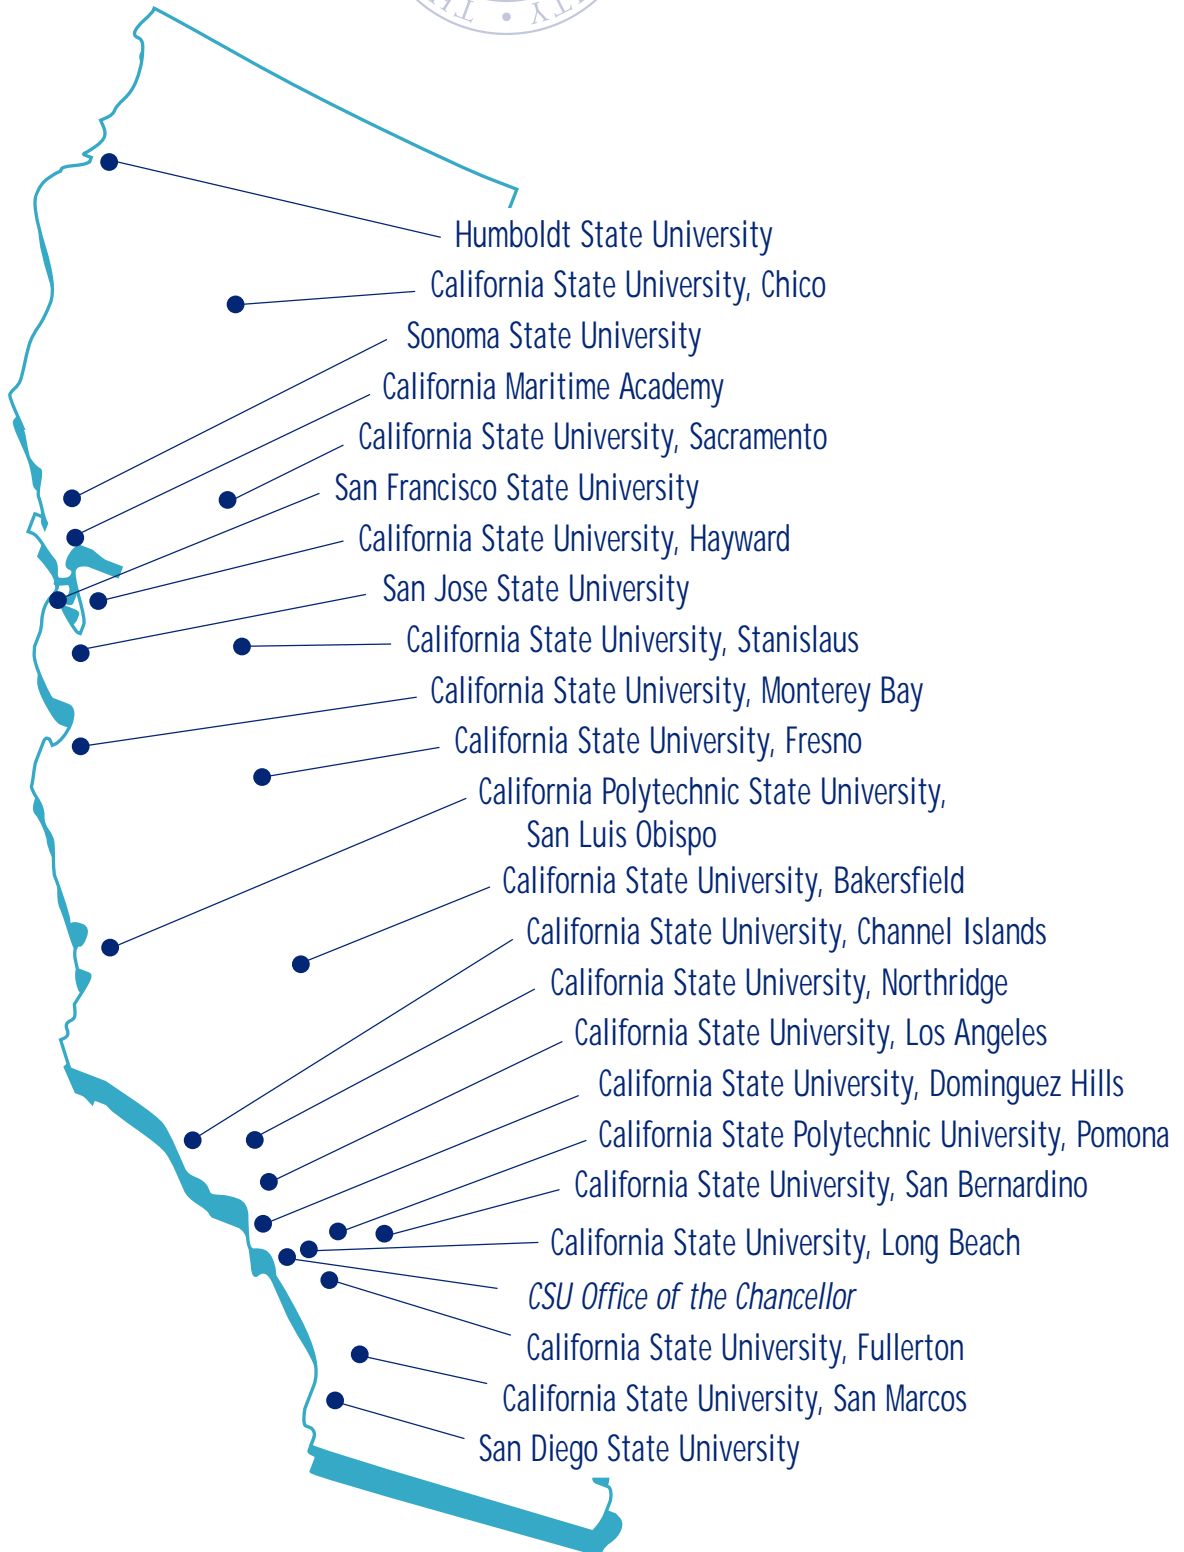 Humboldt State University
California State University, Chico
Sonoma State University
California Maritime Academy
California State University, Sacramento
San Francisco State University
California State University, Hayward
San Jose State University
California State University, Stanislaus
California State University, Monterey Bay
California State University, Fresno
California Polytechnic State University,
San Luis Obispo
California State University, Bakersfield
California State University, Channel Islands
California State University, Northridge
California State University, Los Angeles
California State University, Dominguez Hills
California State Polytechnic University, Pomona
California State University, San Bernardino
California State University, Long Beach
CSU Office of the Chancellor
California State University, Fullerton
California State University, San Marcos
San Diego State University